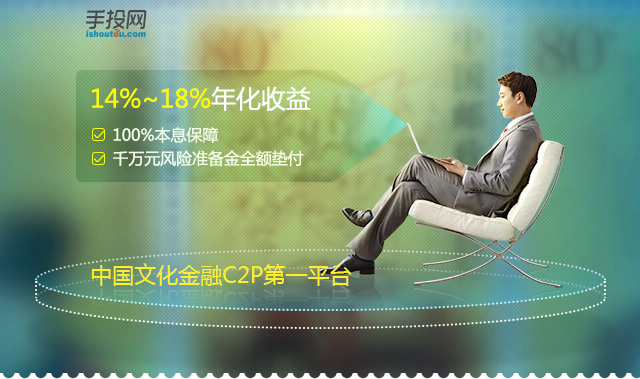 手投网
ishoutou.com
14%~18%年化收益
100%本息保障
千万元风险准备金全额垫付
中国文化金融C2P第一平台
80
80